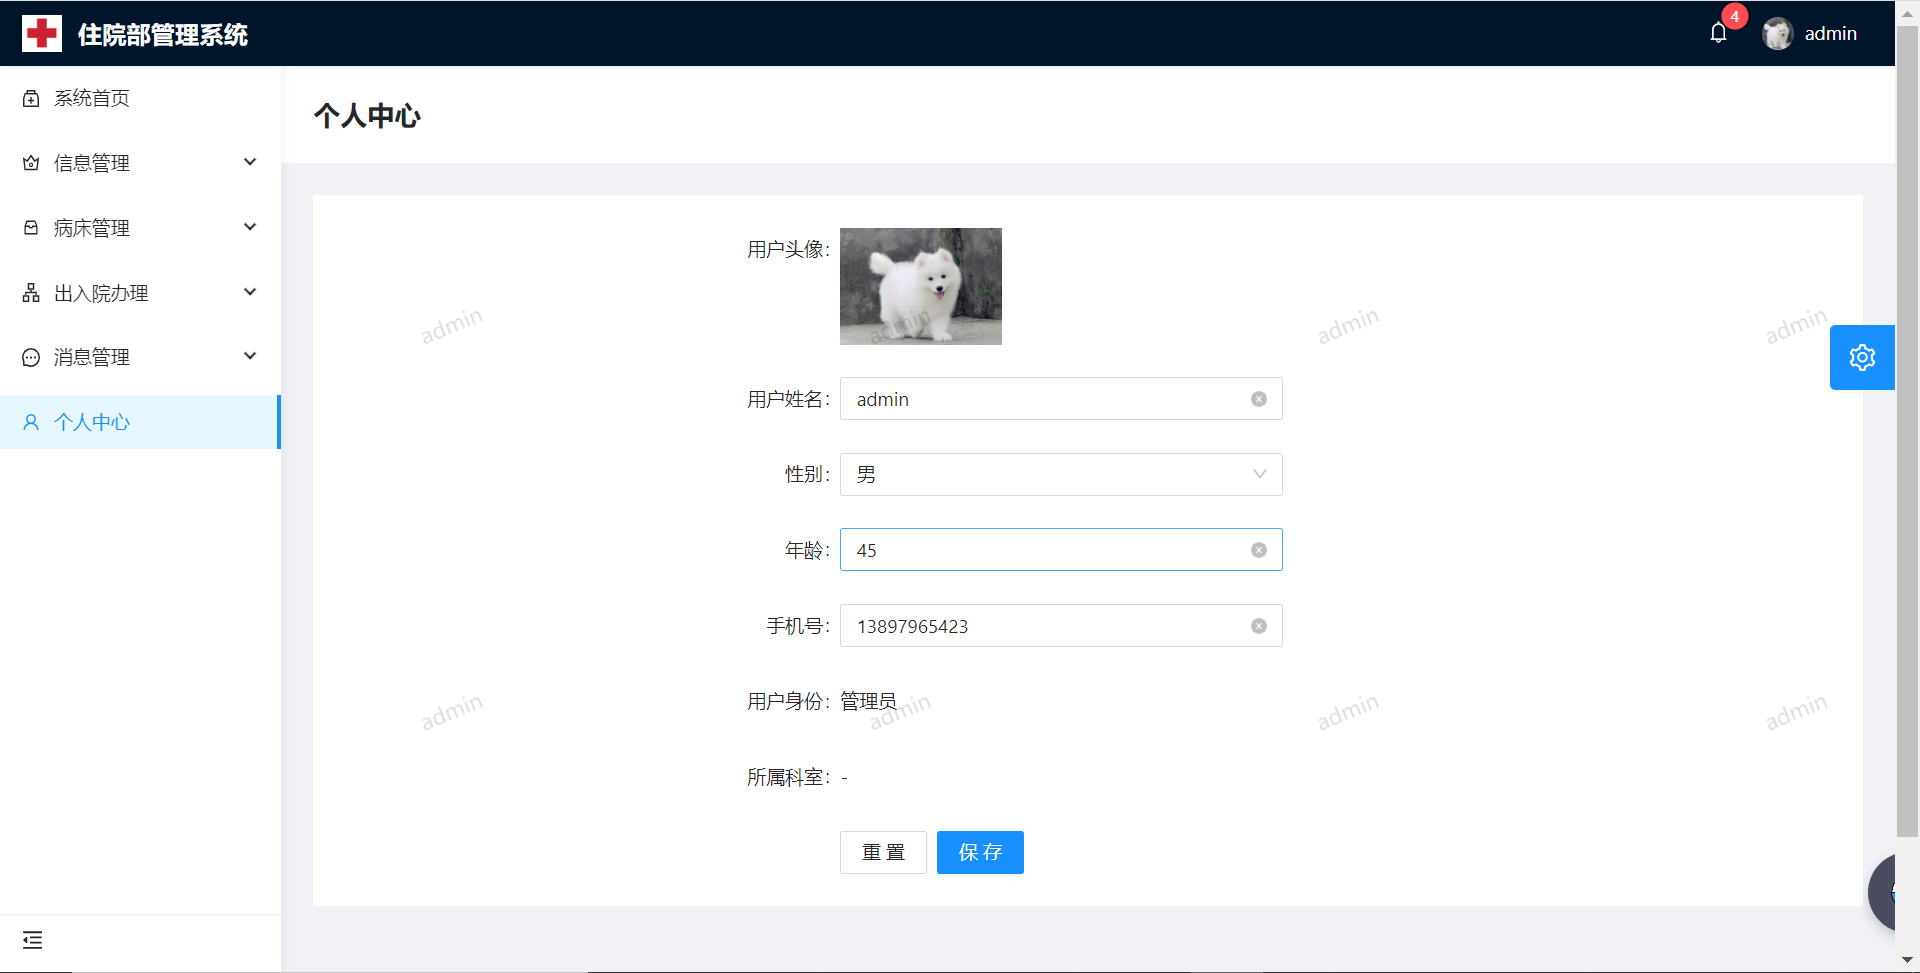 住院部管理系统
4
admin
系统首页
信息管理
病床管理
出入院办理
消息管理
个人中心
个人中心
用户头像:
用户姓名: admin
性别: 男
年龄: 45
手机号: 13897965423
用户身份: 管理员
所属科室: -
重 置 保 存
admin admin admin admin
admin admin admin admin